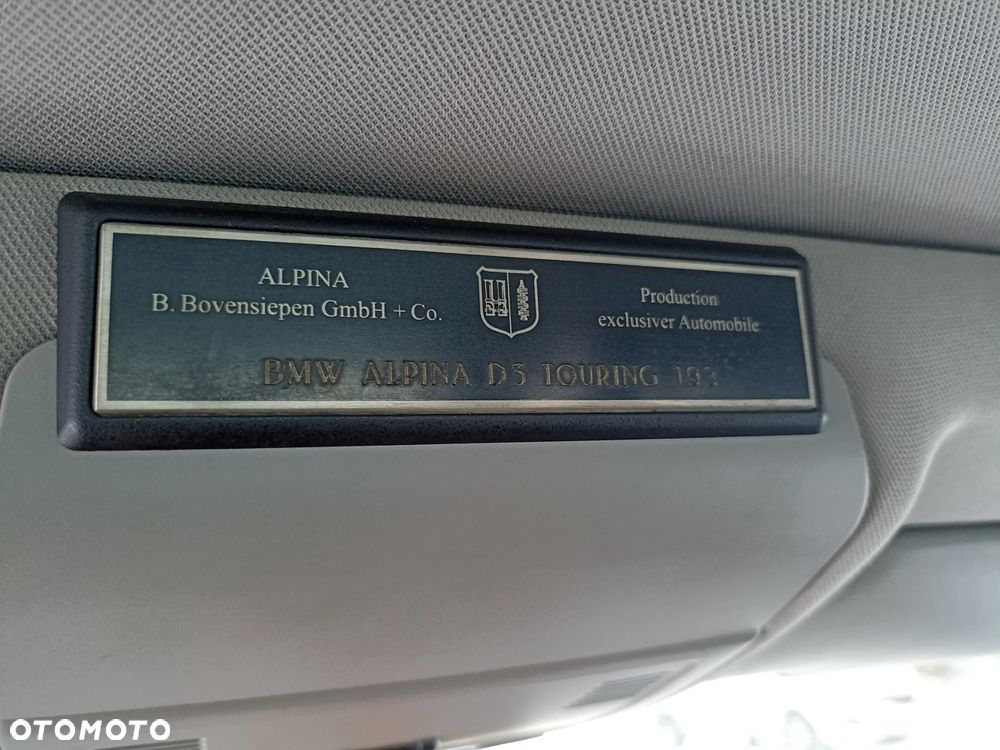 ALPINA
B. Bovensiepen GmbH + Co.
Production
exclusiver Automobile
BMW ALPINA D3 TOURING
OTOMOTO